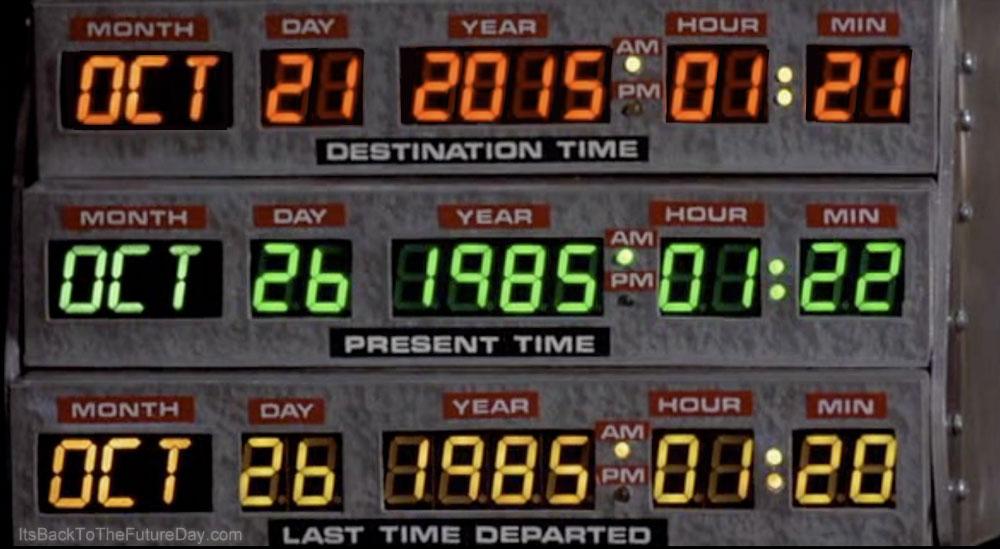 MONTH DAY YEAR HOUR MIN
OCT 21 2015 AM PM 01:21
DESTINATION TIME
MONTH DAY YEAR HOUR MIN
OCT 26 1985 AM PM 01:22
PRESENT TIME
MONTH DAY YEAR HOUR MIN
OCT 26 1985 AM PM 01:20
LAST TIME DEPARTED
ItsBackToTheFutureDay.com